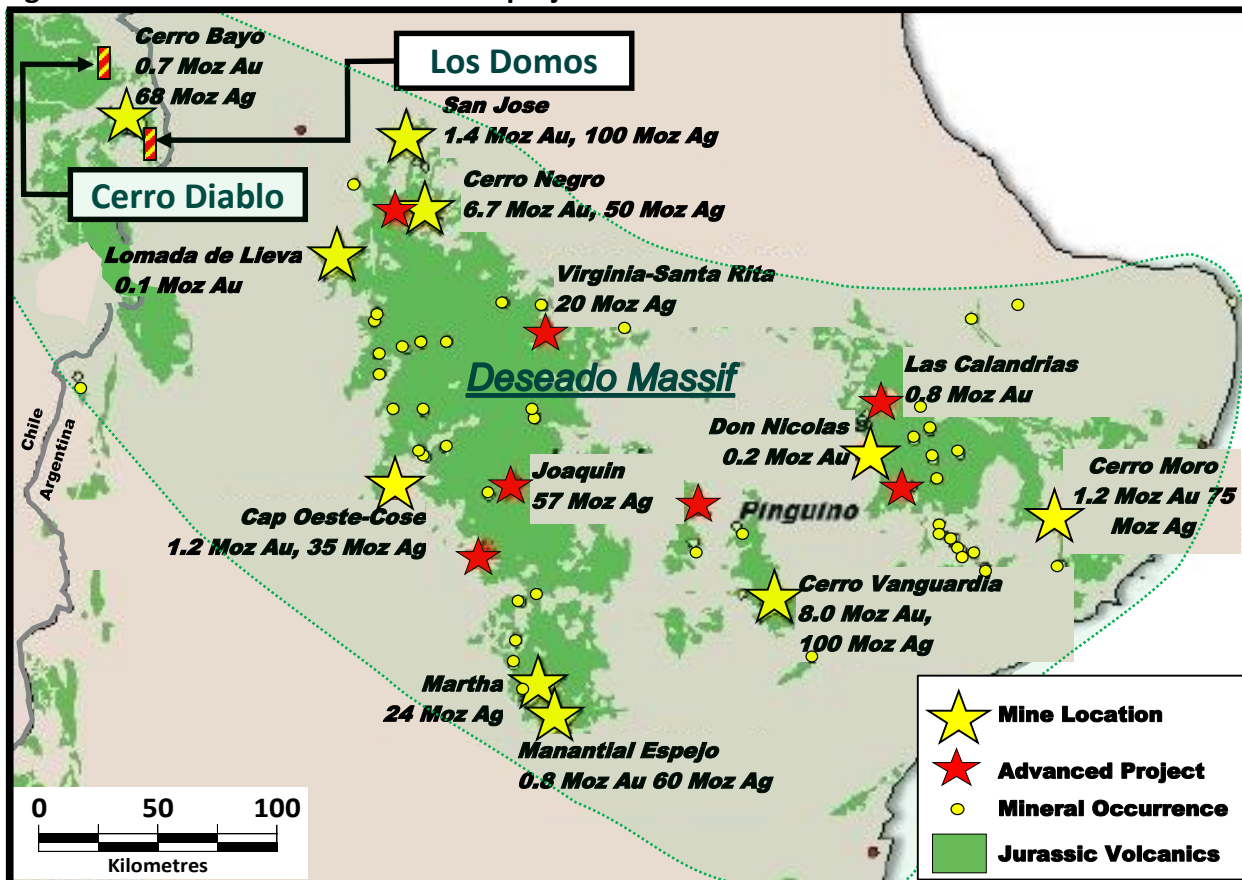 Cerro Bayo
0.7 Moz Au
68 Moz Ag
Los Domos
San Jose
1.4 Moz Au, 100 Moz Ag
Cerro Diablo
Cerro Negro
6.7 Moz Au, 50 Moz Ag
Lomada de Lieva
0.1 Moz Au
Virginia-Santa Rita
20 Moz Ag
Deseado Massif
Las Calandrias
0.8 Moz Au
Chile
Argentina
Don Nicolas
0.2 Moz Au
Cerro Moro
1.2 Moz Au 75
Moz Ag
Joaquin
57 Moz Ag
Pinguino
Cap Oeste-Cose
1.2 Moz Au, 35 Moz Ag
Cerro Vanguardia
8.0 Moz Au,
100 Moz Ag
Martha
24 Moz Ag
Manantial Espejo
0.8 Moz Au 60 Moz Ag
Mine Location
Advanced Project
Mineral Occurrence
Jurassic Volcanics
0 50 100
Kilometres